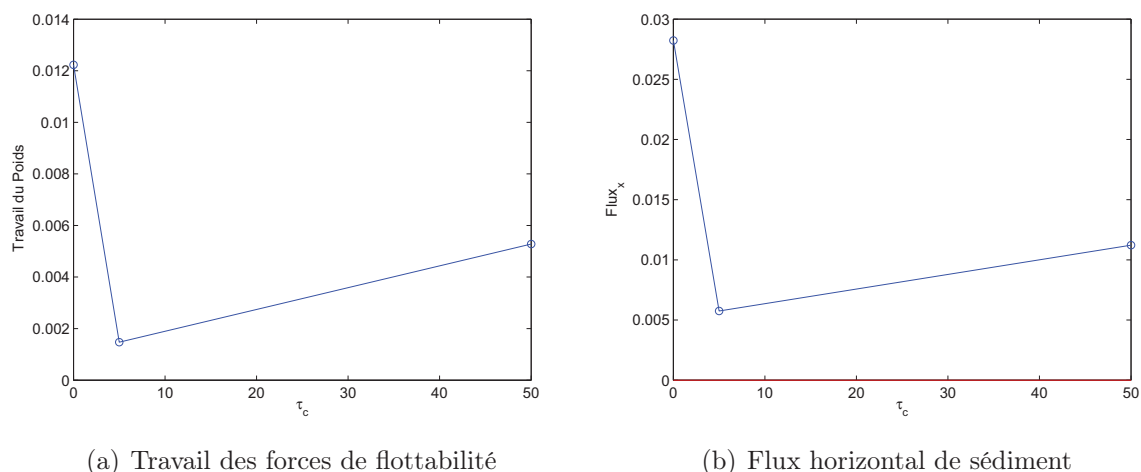 0.014
0.012
0.01
0.008
0.006
0.004
0.002
0
Travail du Poids
0 10 20 30 40 50
τc
(a) Travail des forces de flottabilité
0.03
0.025
0.02
0.015
0.01
0.005
0
Fluxx
0 10 20 30 40 50
τc
(b) Flux horizontal de sédiment